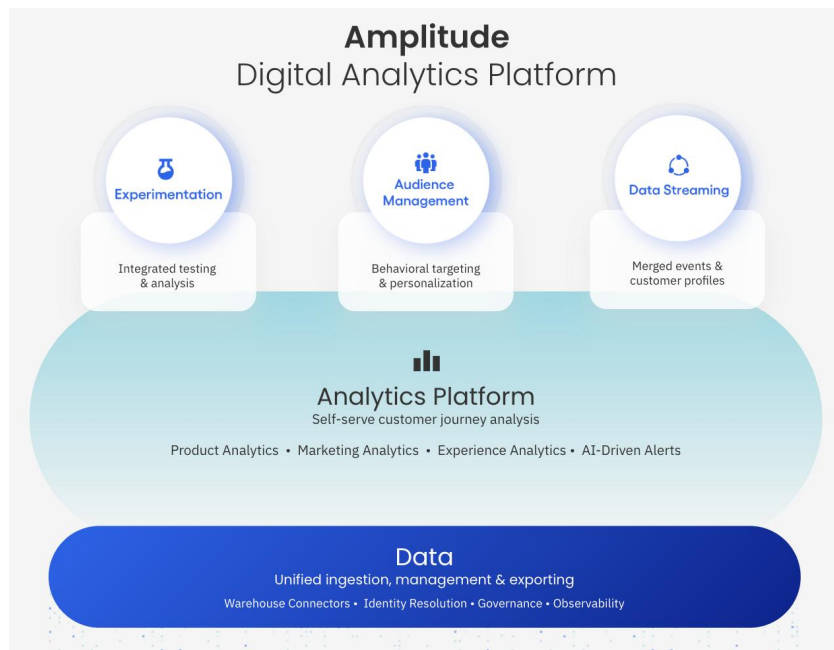 Amplitude
Digital Analytics Platform
Experimentation
Integrated testing
& analysis
Audience
Management
Behavioral targeting
& personalization
Data Streaming
Merged events &
customer profiles
Analytics Platform
Self-serve customer journey analysis
Product Analytics • Marketing Analytics • Experience Analytics • AI-Driven Alerts
Data
Unified ingestion, management & exporting
Warehouse Connectors • Identity Resolution • Governance • Observability